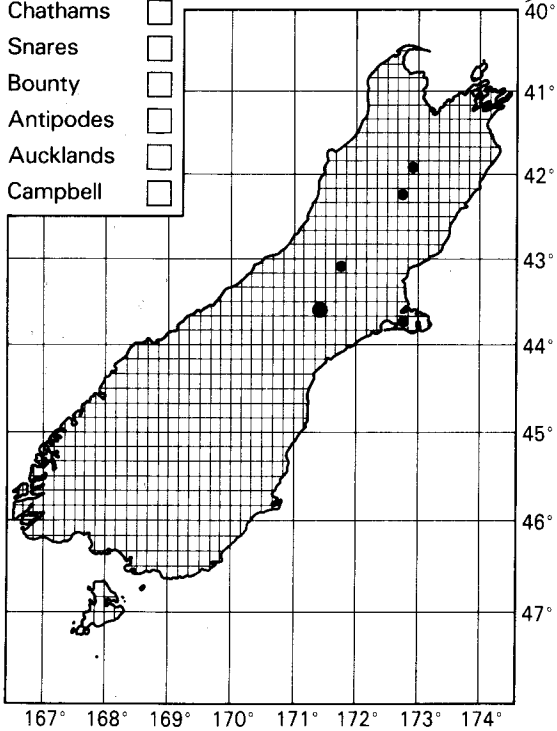 Chathams
Snares
Bounty
Antipodes
Aucklands
Campbell
40°
41°
42°
43°
44°
45°
46°
47°
167° 168° 169° 170° 171° 172° 173° 174°